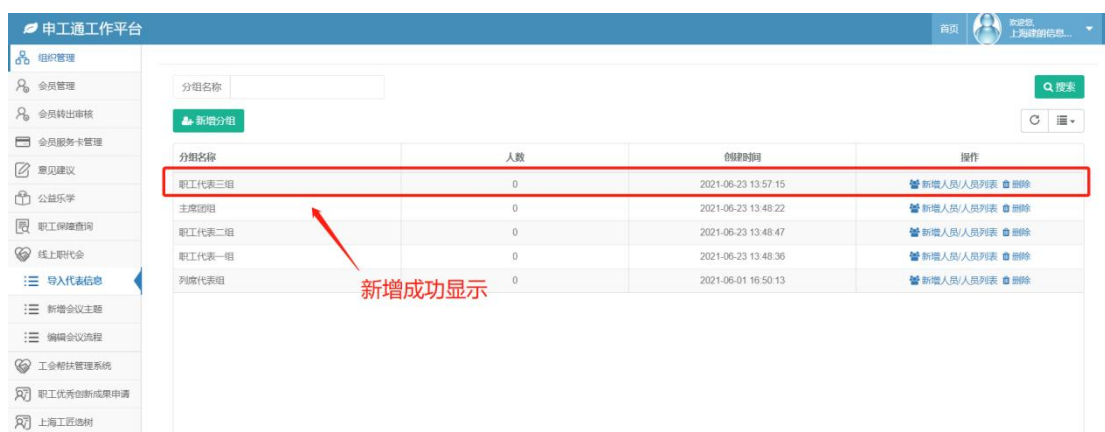 申工通工作平台
首页
欢迎您,
上海建朗信息...
组织管理
会员管理
会员转出审核
会员服务卡管理
意见建议
公益乐学
职工保障查询
线上职代会
导入代表信息
新增会议主题
编辑会议流程
工会帮扶管理系统
职工优秀创新成果申请
上海工匠选树
分组名称
搜索
新增分组
分组名称 人数 创建时间 操作
职工代表三组 0 2021-06-23 13:57:15 新增人员/人员列表 删除
主席团组 0 2021-06-23 13:48:22 新增人员/人员列表 删除
职工代表二组 0 2021-06-23 13:48:47 新增人员/人员列表 删除
职工代表一组 0 2021-06-23 13:48:36 新增人员/人员列表 删除
列席代表组 0 2021-06-01 16:50:13 新增人员/人员列表 删除
新增成功显示